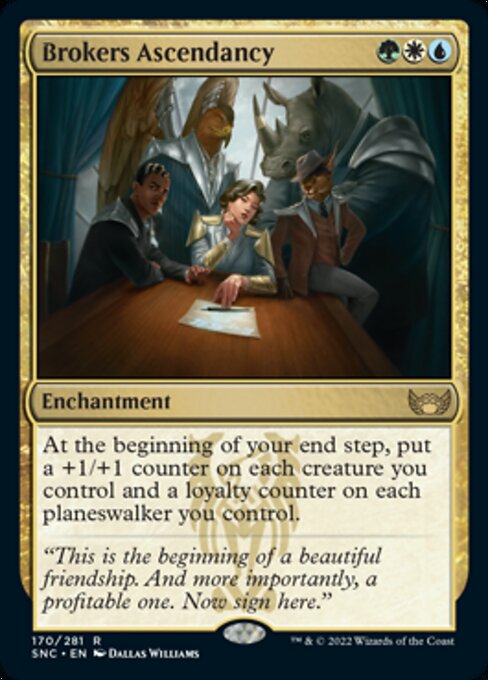 Brokers Ascendancy
Enchantment
At the beginning of your end step, put
a +1/+1 counter on each creature you
control and a loyalty counter on each
planeswalker you control.
“This is the beginning of a beautiful
friendship. And more importantly, a
profitable one. Now sign here.”
170/281 R
SNC • EN DALLAS WILLIAMS
™ & © 2022 Wizards of the Coast